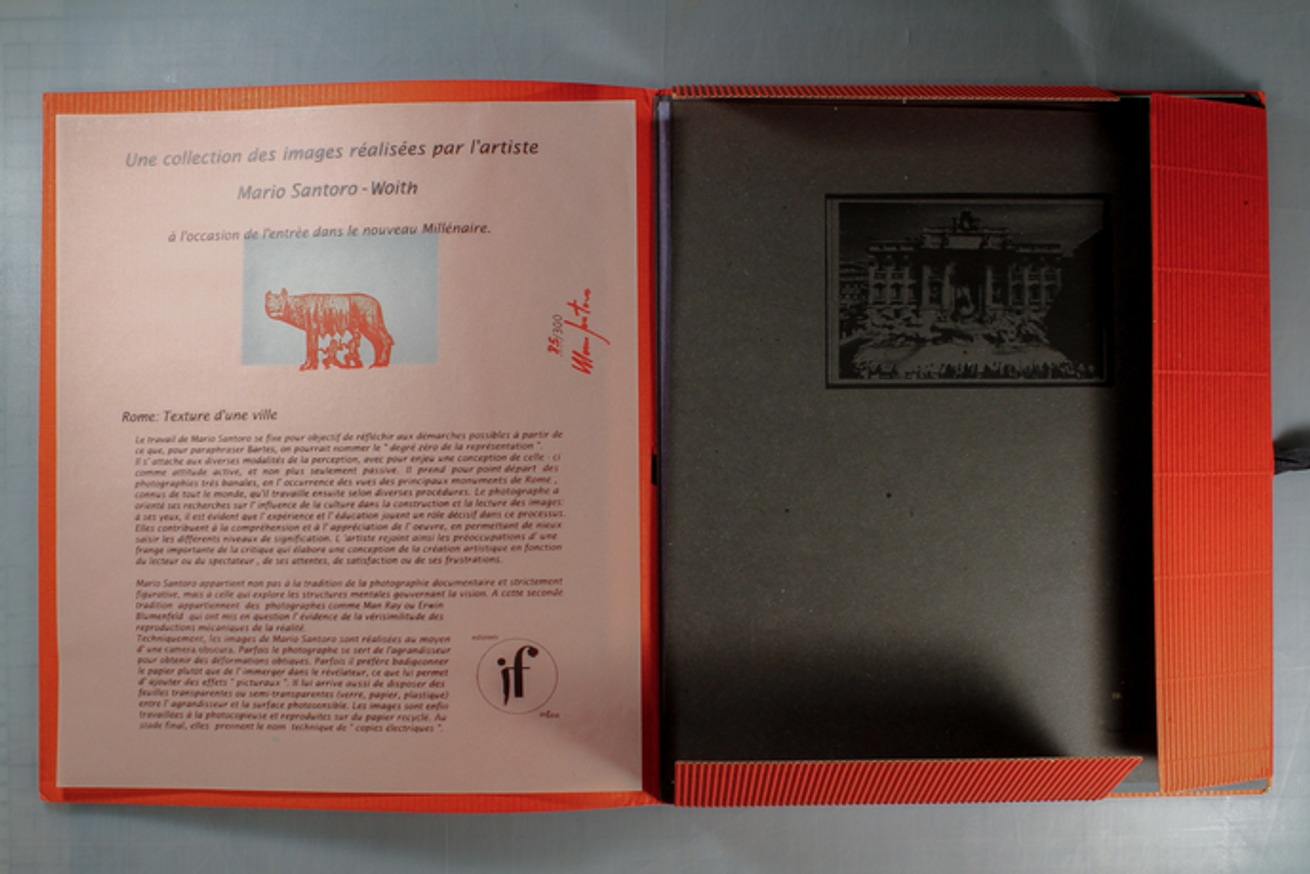 Une collection des images réalisées par l'artiste
Mario Santoro - Woith
à l'occasion de l'entrèe dans le nouveau Millénaire.
85/300
Rome: Texture d'une ville
Le travail de Mario Santoro se fixe pour objectif de réfléchir aux démarches possibles à partir de
ce que, pour paraphraser Bartes, on pourrait nommer le " degré zéro de la représentation ".
Il s' attache aux diverses modalités de la perception, avec pour enjeu une conception de celle - ci
comme attitude active, et non plus seulement passive. Il prend pour point départ des
photographies très banales, en l' occurrence des vues des principaux monuments de Rome ,
connus de tout le monde, qu'il travaille ensuite selon diverses procédures. Le photographe a
orienté ses recherches sur l' influence de la culture dans la construction et la lecture des images:
à ses yeux, il est évident que l' expérience et l' éducation jouent un role décisif dans ce processus.
Elles contribuent à la compréhension et à l' appréciation de l' oeuvre, en permettant de mieux
saisir les différents niveaux de signification. L 'artiste rejoint ainsi les préoccupations d' une
frange importante de la critique qui élabore une conception de la création artistique en fonction
du lecteur ou du spectateur , de ses attentes, de satisfaction ou de ses frustrations.
Mario Santoro appartient non pas à la tradition de la photographie documentaire et strictement
figurative, mais à celle qui explore les structures mentales gouvernant la vision. A cette seconde
tradition appartiennent des photographes comme Man Ray ou Erwin
Blumenfeld qui ont mis en question l' évidence de la vérisimilitude des
reproductions mécaniques de la réalité.
Techniquement, les images de Mario Santoro sont réalisées au moyen
d' une camera obscura. Parfois le photographe se sert de l'agrandisseur
pour obtenir des déformations obliques. Parfois il préfère badigeonner
le papier plutôt que de l' immerger dans le révélateur, ce que lui permet
d' ajouter des effets " picturaux ". Il lui arrive aussi de disposer des
feuilles transparentes ou semi-transparentes (verre, papier, plastique)
entre l' agrandisseur et la surface photosensible. Les images sont enfin
travaillées à la photocopieuse et reproduites sur du papier recyclé. Au
stade final, elles prennent le nom technique de " copies électriques ".
edizioni
if